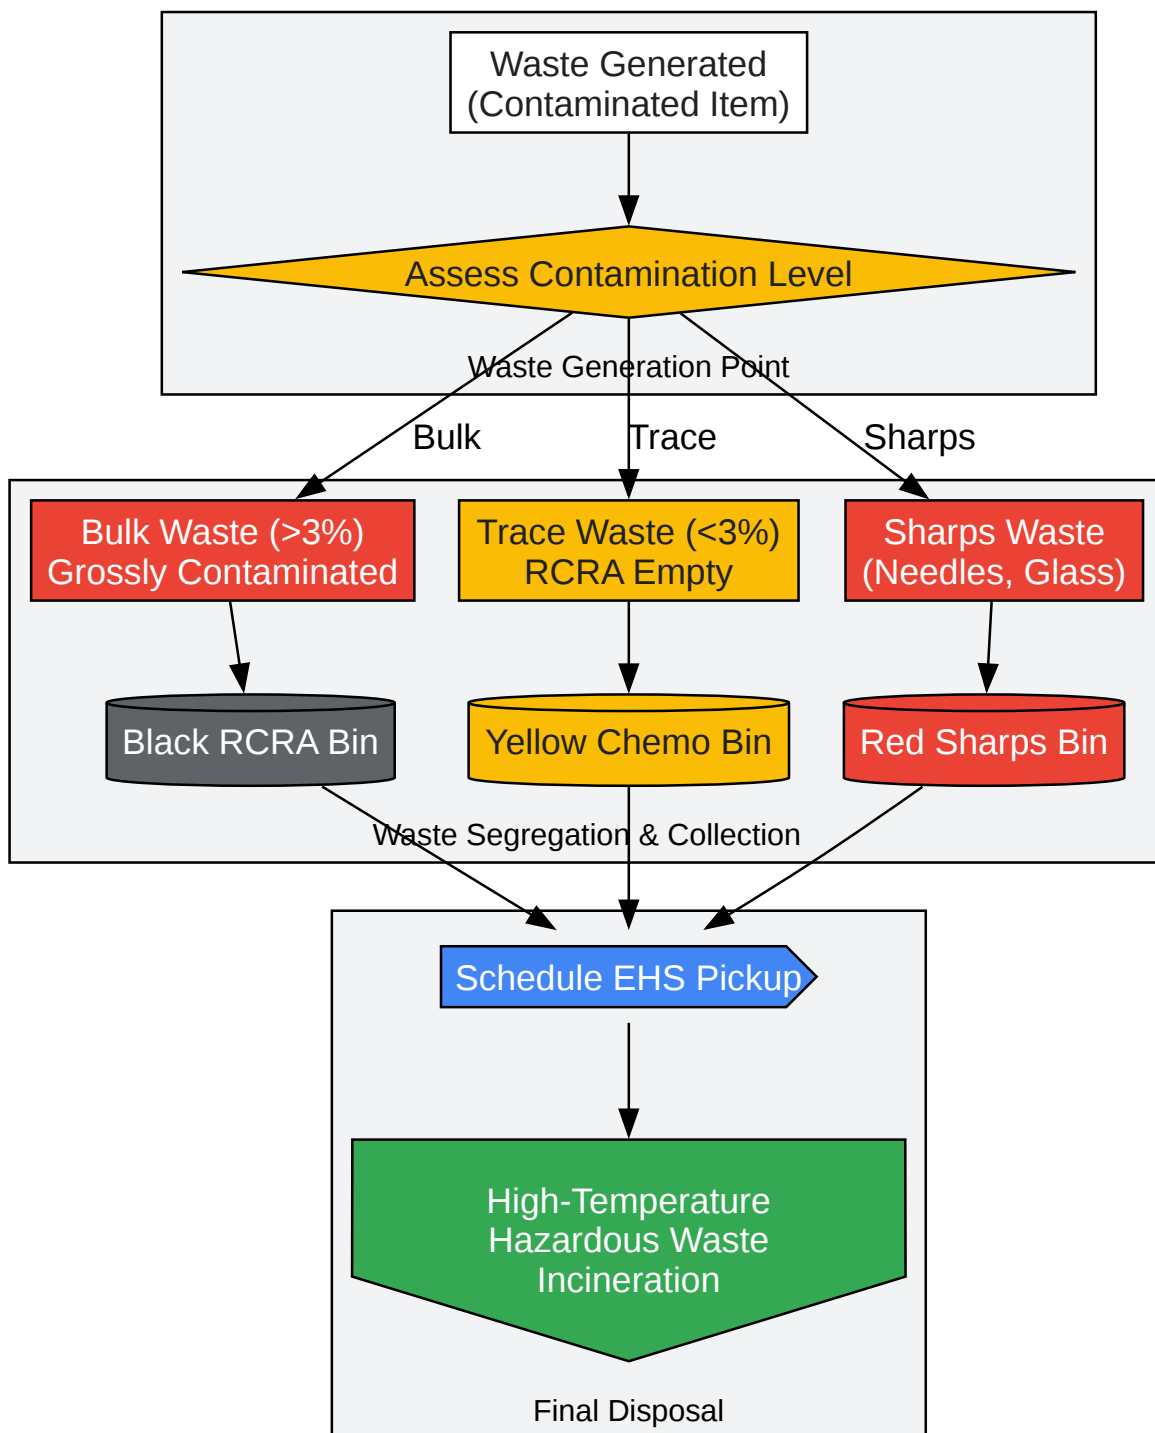 Waste Generated
(Contaminated Item)
Assess Contamination Level
Waste Generation Point
Bulk
Trace
Sharps
Bulk Waste (>3%)
Grossly Contaminated
Trace Waste (<3%)
RCRA Empty
Sharps Waste
(Needles, Glass)
Black RCRA Bin
Yellow Chemo Bin
Red Sharps Bin
Waste Segregation & Collection
Schedule EHS Pickup
High-Temperature
Hazardous Waste
Incineration
Final Disposal